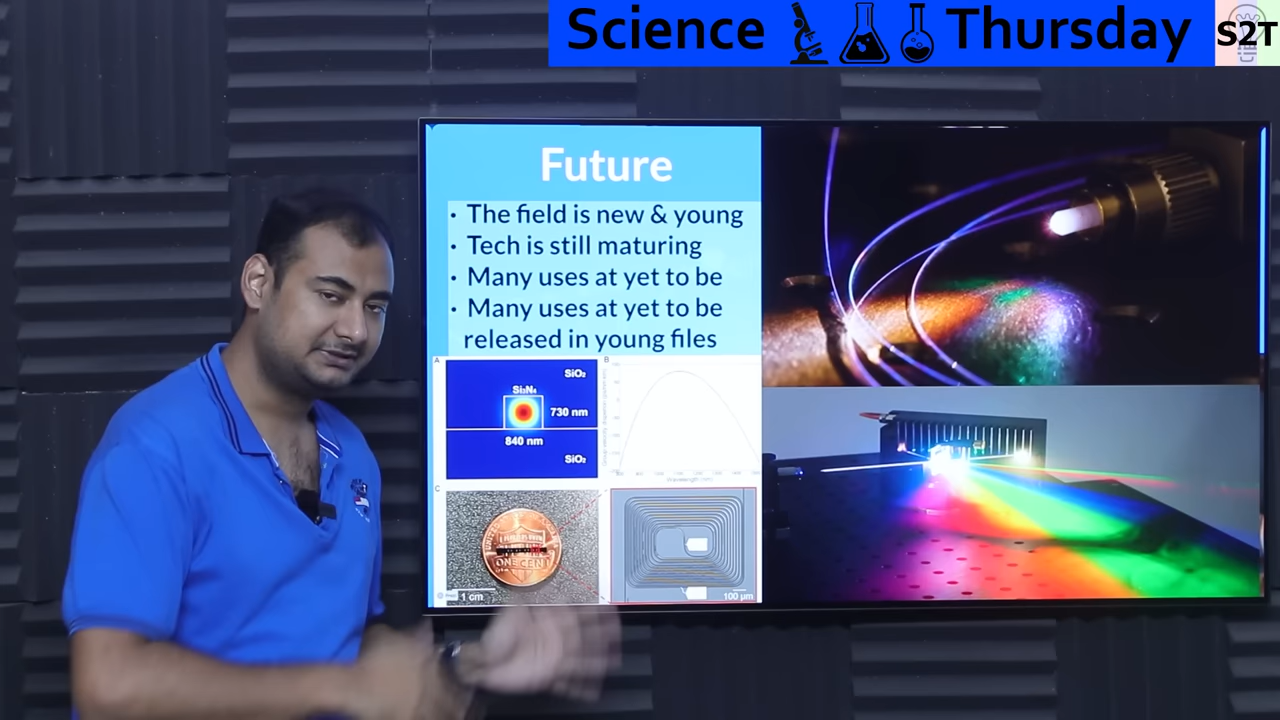 Science Thursday
S2T
Future
• The field is new & young
• Tech is still maturing
• Many uses at yet to be
• Many uses at yet to be
released in young files
A
SiO₂
Si₃N₄
730 nm
840 nm
SiO₂
B
C
ONE CENT
1 cm
100 μm